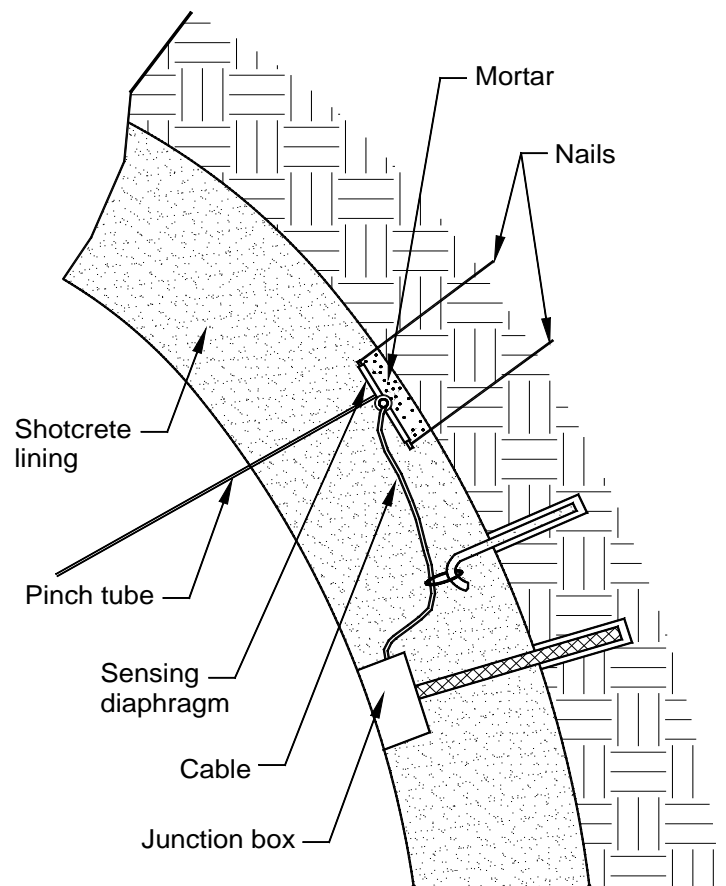 Mortar
Nails
Shotcrete
lining
Pinch tube
Sensing
diaphragm
Cable
Junction box